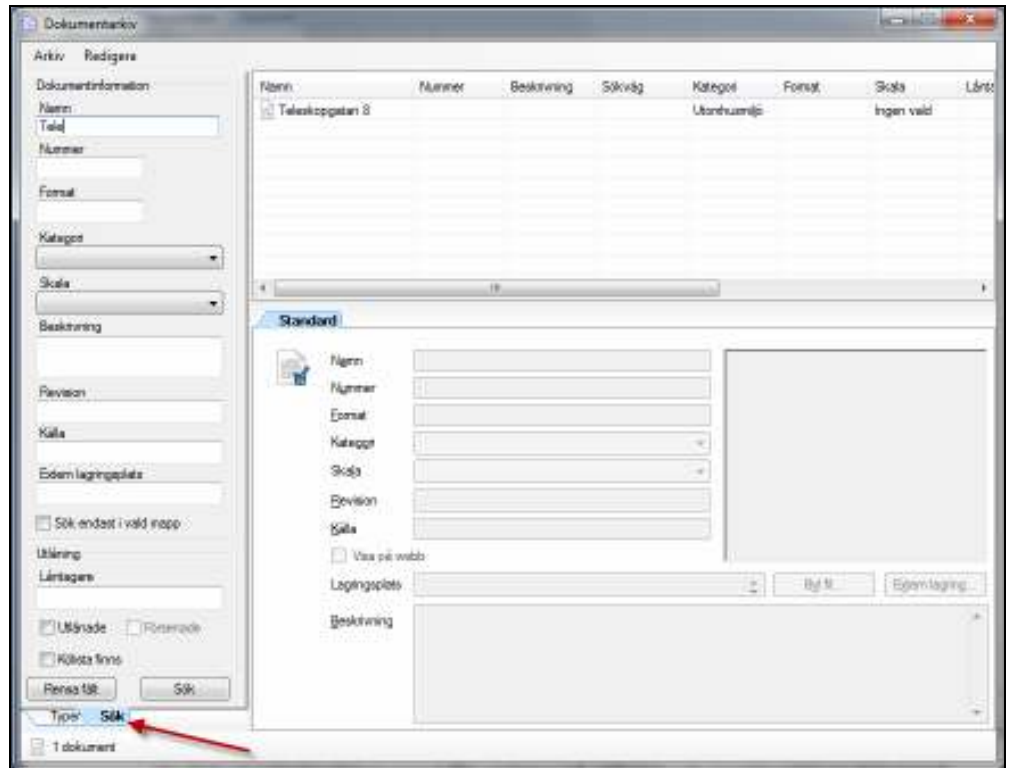 Dokumentarkiv
Arkiv Redigera
Dokumentinformation
Namn
Tele
Nummer
Format
Kategori
Skala
Beskrivning
Revision
Källa
Extern lagringsplats
Sök endast i vald mapp
Utlåning
Låntagare
Utlånade Försenade
Kölista finns
Rensa fält Sök
Typer Sök
1 dokument
Namn Nummer Beskrivning Sökväg Kategori Format Skala Lånta
Teleskopgatan 8 Utomhusmiljö Ingen vald
Standard
Namn
Nummer
Format
Kategori
Skala
Revision
Källa
Visa på webb
Lagringsplats Byt fil... Extern lagring...
Beskrivning